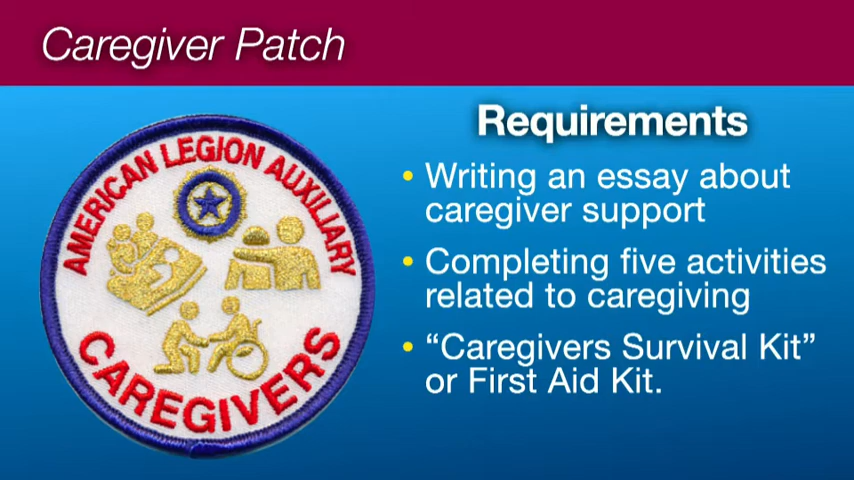 Caregiver Patch
AMERICAN LEGION AUXILIARY
CAREGIVERS
Requirements
• Writing an essay about
caregiver support
• Completing five activities
related to caregiving
• “Caregivers Survival Kit”
or First Aid Kit.